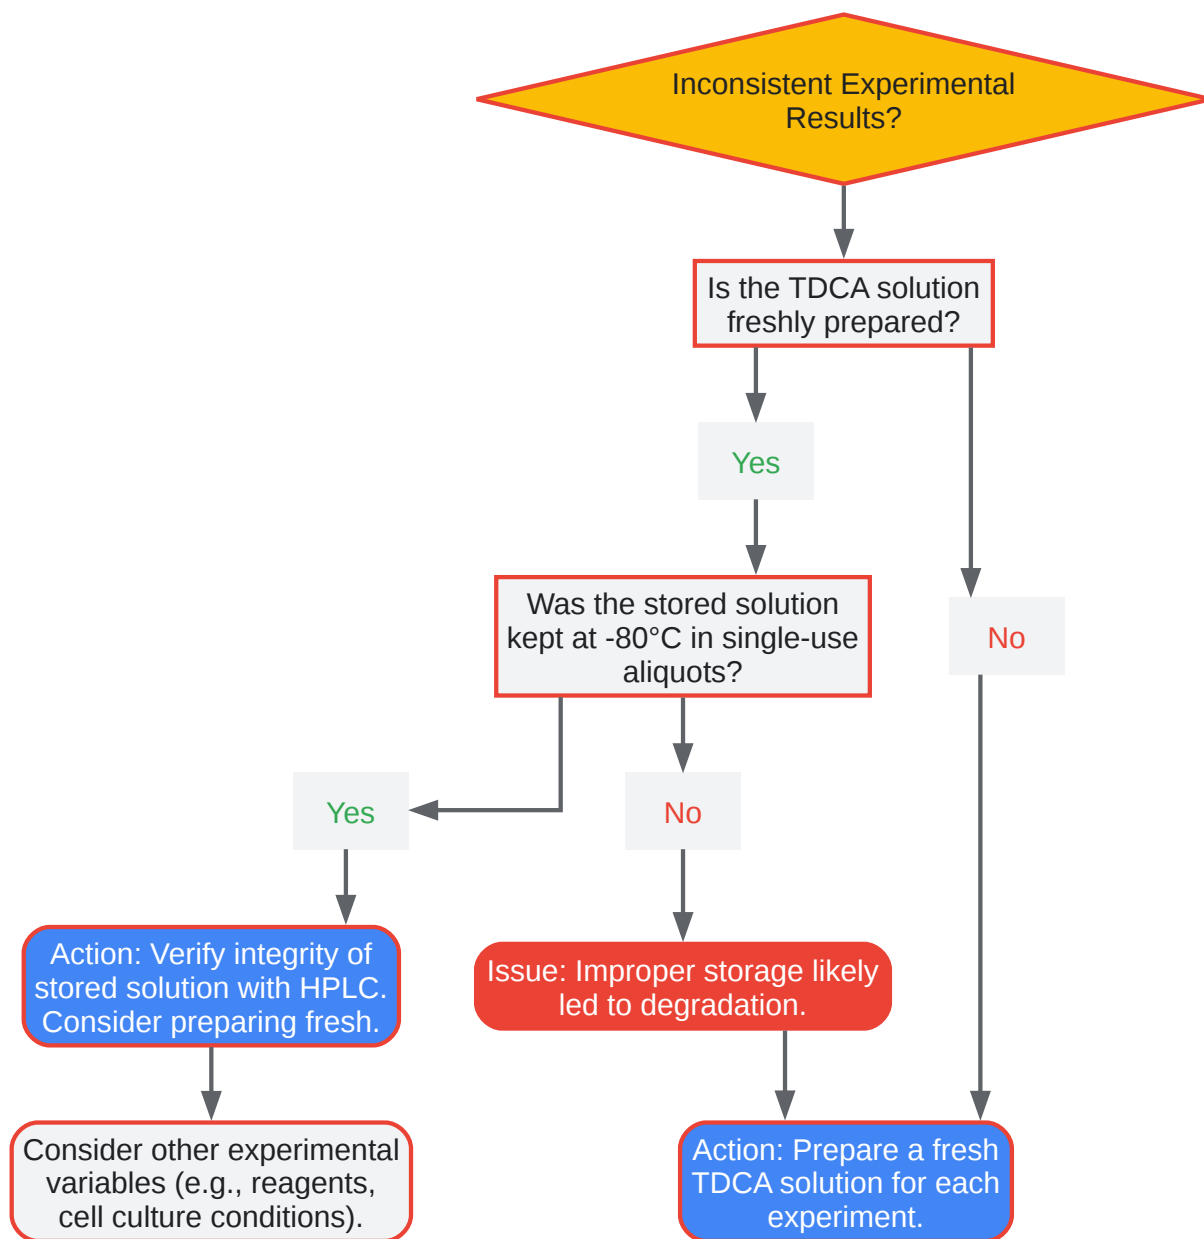 Inconsistent Experimental
Results?
Is the TDCA solution
freshly prepared?
Yes
Was the stored solution
kept at -80°C in single-use
aliquots?
No
Yes
No
Action: Verify integrity of
stored solution with HPLC.
Consider preparing fresh.
Issue: Improper storage likely
led to degradation.
Consider other experimental
variables (e.g., reagents,
cell culture conditions).
Action: Prepare a fresh
TDCA solution for each
experiment.